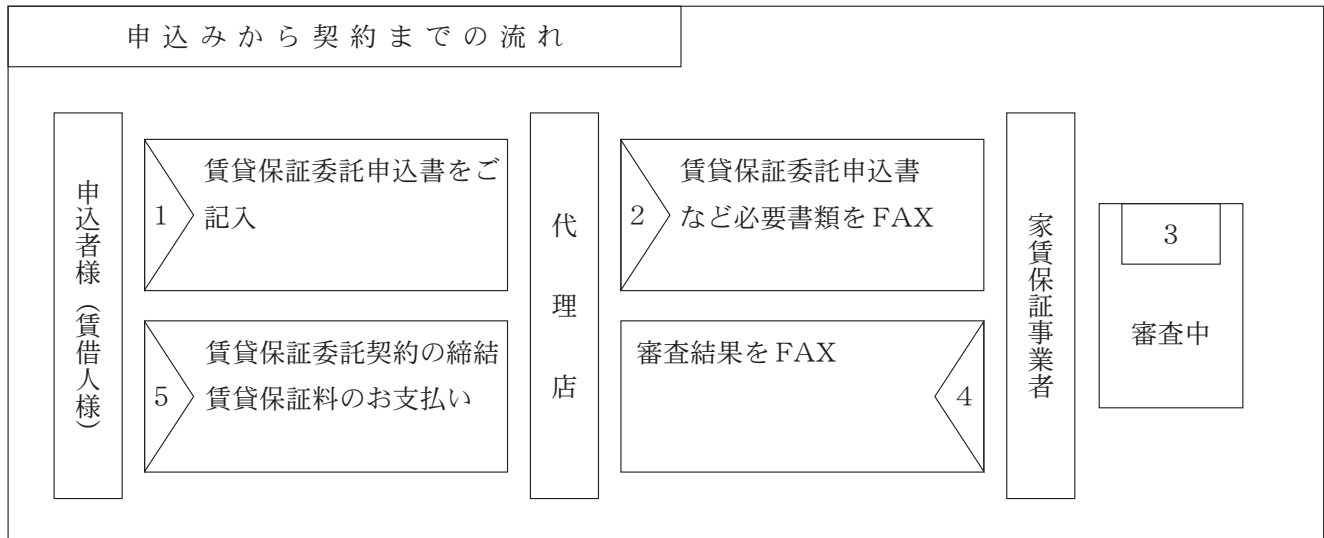 申込みから契約までの流れ
申込者様（賃借人様）
1
賃貸保証委託申込書をご
記入
5
賃貸保証委託契約の締結
賃貸保証料のお支払い
代理店
2
賃貸保証委託申込書
など必要書類をFAX
審査結果をFAX
4
家賃保証事業者
3
審査中